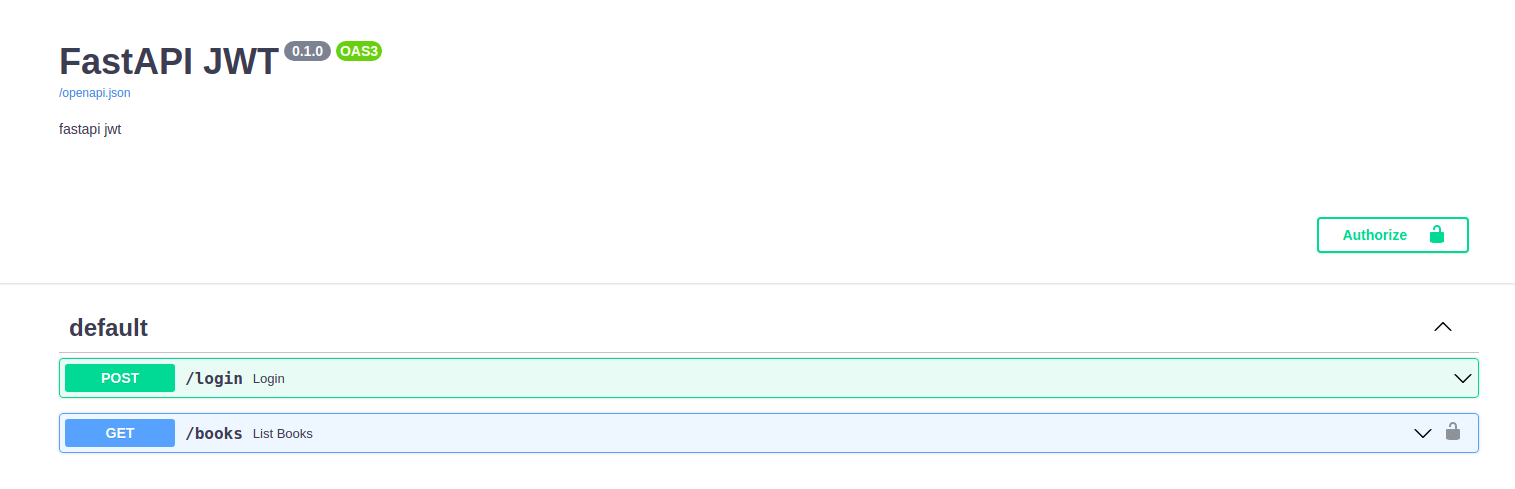 FastAPI JWT 0.1.0 OAS3
/openapi.json
fastapi jwt
Authorize
default
POST /login Login
GET /books List Books